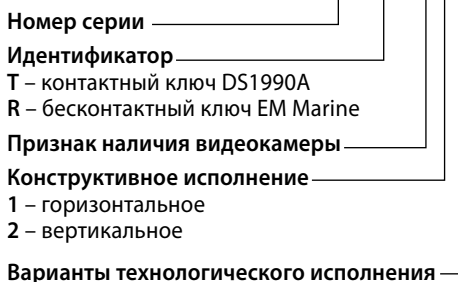 Номер серии
Идентификатор
Т – контактный ключ DS1990A
R – бесконтактный ключ EM Marine
Признак наличия видеокамеры
Конструктивное исполнение
1 – горизонтальное
2 – вертикальное
Варианты технологического исполнения